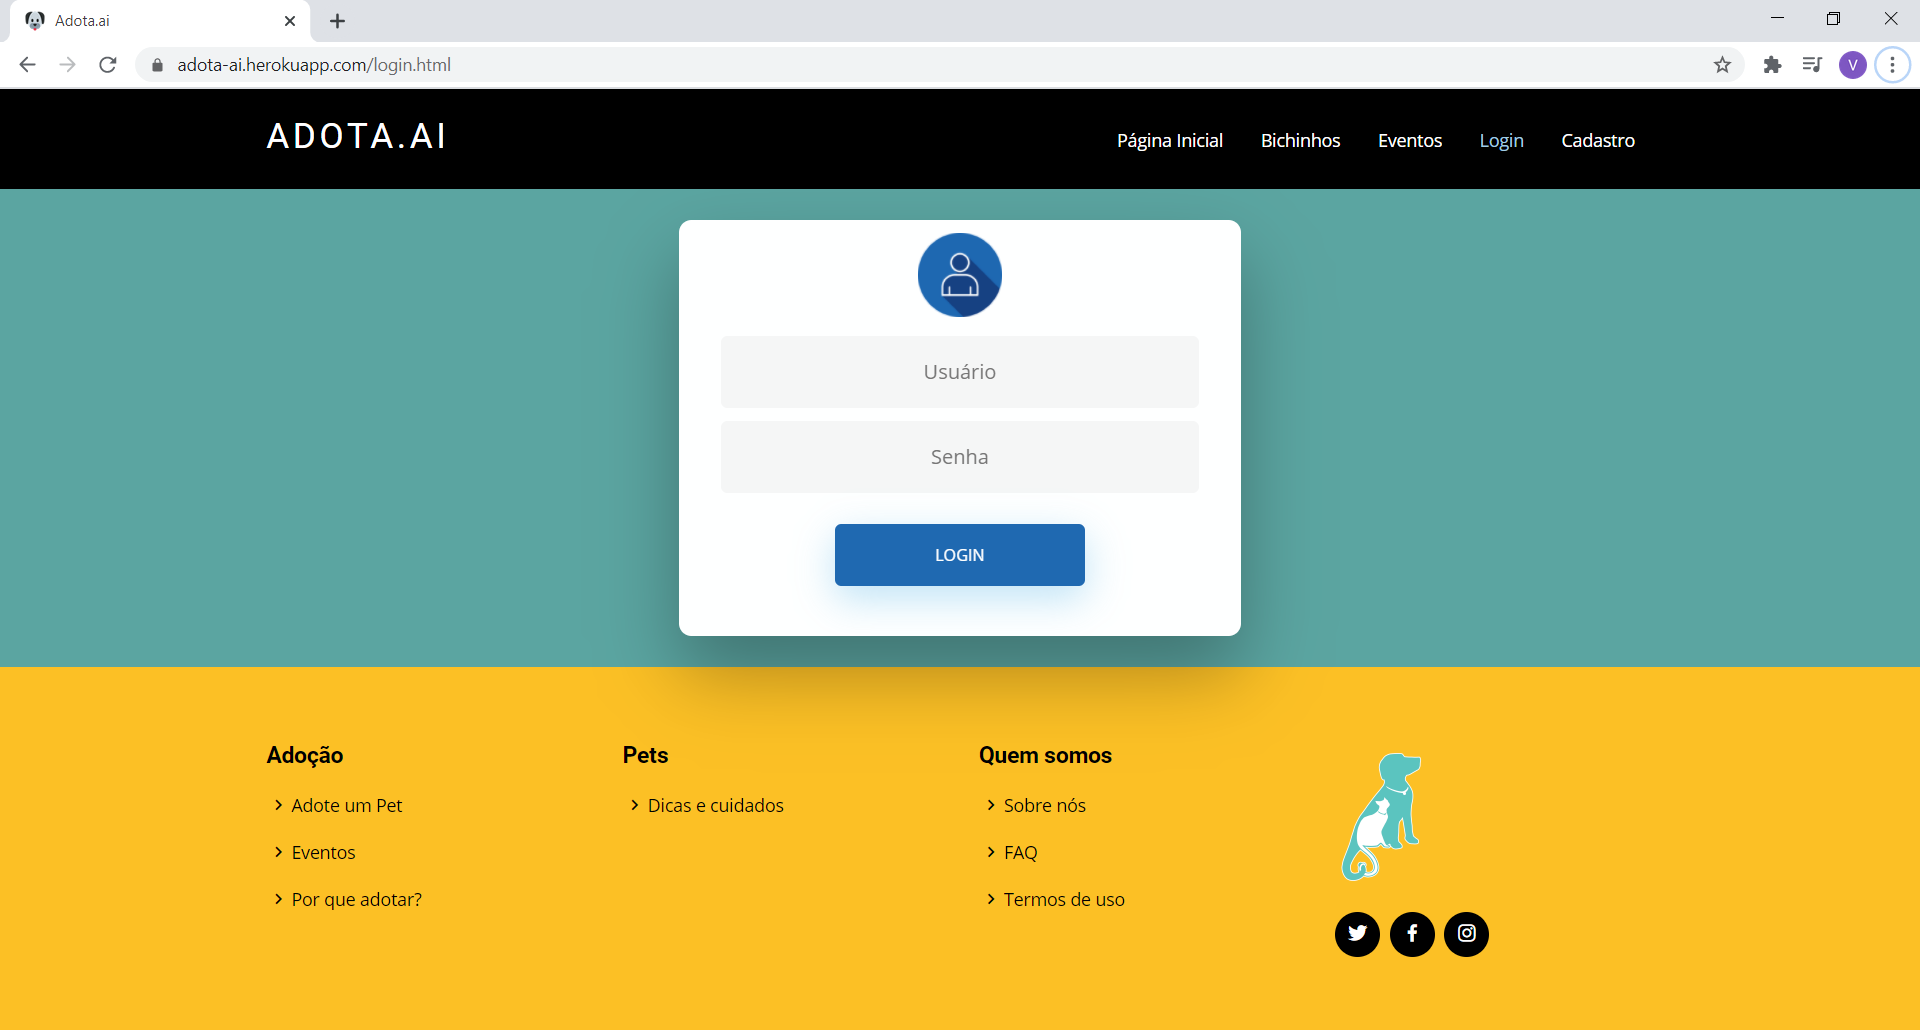 Adota.ai
adota-ai.herokuapp.com/login.html
V
ADOTA.AI
Página Inicial
Bichinhos
Eventos
Login
Cadastro
Usuário
Senha
LOGIN
Adoção
Adote um Pet
Eventos
Por que adotar?
Pets
Dicas e cuidados
Quem somos
Sobre nós
FAQ
Termos de uso